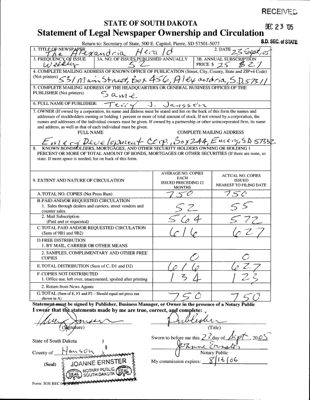 RECEIVED
DEC 23 '05
S.D. SEC. of STATE
STATE OF SOUTH DAKOTA
Statement of Legal Newspaper Ownership and Circulation
Return to: Secretary of State, 500 E. Capitol, Pierre, SD 57501-5077
1. TITLE OF NEWSPAPER The Alexandria Herald
2. DATE 23 Sept 05
3. FREQUENCY OF ISSUE Weekly
3A. NO. OF ISSUES PUBLISHED ANNUALLY 52
3B. ANNUAL SUBSCRIPTION PRICE $ 25 & 21
4. COMPLETE MAILING ADDRESS OF KNOWN OFFICE OF PUBLICATION (Street, City, County, State and ZIP+4 Code)
(Not printers) 531 Main Street, Box 456, Alexandria, SD 57311
5. COMPLETE MAILING ADDRESS OF THE HEADQUARTERS OR GENERAL BUSINESS OFFICES OF THE
PUBLISHER (Not printers) Same
6. FULL NAME OF PUBLISHER: Terry J. Janssen
7. OWNER (If owned by a corporation, its name and address must be stated and list on the back of this form the names and
addresses of stockholders owning or holding 1 percent or more of total amount of stock. If not owned by a corporation, the
names and addresses of the individual owners must be given. If owned by a partnership or other unincorporated firm, its name
and address, as well as that of each individual must be given.
FULL NAME COMPLETE MAILING ADDRESS
Emery Development Corp, Box 244, Emery, SD 57332
8. KNOWN BONDHOLDERS, MORTGAGES, AND OTHER SECURITY HOLDERS OWNING OR HOLDING 1
PERCENT OR MORE OF TOTAL AMOUNT OF BONDS, MORTGAGES OR OTHER SECURITIES (If there are none, so
state. If more space is needed, list on back of this form.
9. EXTENT AND NATURE OF CIRCULATION
AVERAGE NO. COPIES EACH ISSUED PRECEDING 12 MONTHS
ACTUAL NO. COPIES ISSUED NEAREST TO FILING DATE
A. TOTAL NO. COPIES (Net Press Run) 750 750
B. PAID AND/OR REQUESTED CIRCULATION
1. Sales through dealers and carriers, street vendors and
counter sales. 52 55
2. Mail Subscription
(Paid and or requested) 564 572
C. TOTAL PAID AND/OR REQUESTED CIRCULATION
(Sum of 9B1 and 9B2) 616 627
D. FREE DISTRIBUTION
1. BY MAIL, CARRIER OR OTHER MEANS
2. SAMPLES, COMPLIMENTARY AND OTHER FREE
COPIES 0 0
E. TOTAL DISTRIBUTION (Sum of C, D1 and D2) 616 627
F. COPIES NOT DISTRIBUTED
1. Office use, left over, unaccounted, spoiled after printing 134 123
2. Return from News Agents
G. TOTAL (Sum of E, F1 and F2 - Should equal net press run
shown in A) 750 750
Statement must be signed by Publisher, Business Manager, or Owner in the presence of a Notary Public
I swear that the statements made by me are true, correct, and complete:
Publisher
(Signature) (Title)
State of South Dakota )
County of Hanson
Sworn to before me this 23 day of Sept, 2005
Jeanne Ernster
Notary Public
(Seal)
My commission expires: 8/16/06
JOANNE ERNSTER
NOTARY PUBLIC
SOUTH DAKOTA